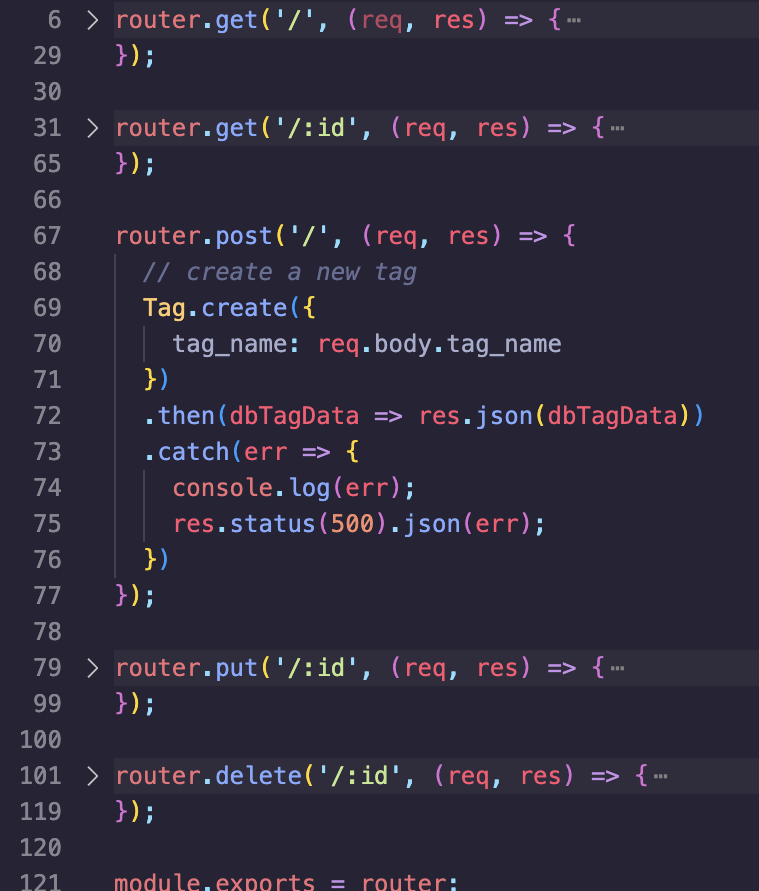 6 > router.get('/', (req, res) => {⋯
29 });
30
31 > router.get('/:id', (req, res) => {⋯
65 });
66
67 router.post('/', (req, res) => {
68   // create a new tag
69   Tag.create({
70     tag_name: req.body.tag_name
71   })
72   .then(dbTagData => res.json(dbTagData))
73   .catch(err => {
74     console.log(err);
75     res.status(500).json(err);
76   })
77 });
78
79 > router.put('/:id', (req, res) => {⋯
99 });
100
101 > router.delete('/:id', (req, res) => {⋯
119 });
120
121 module.exports = router;